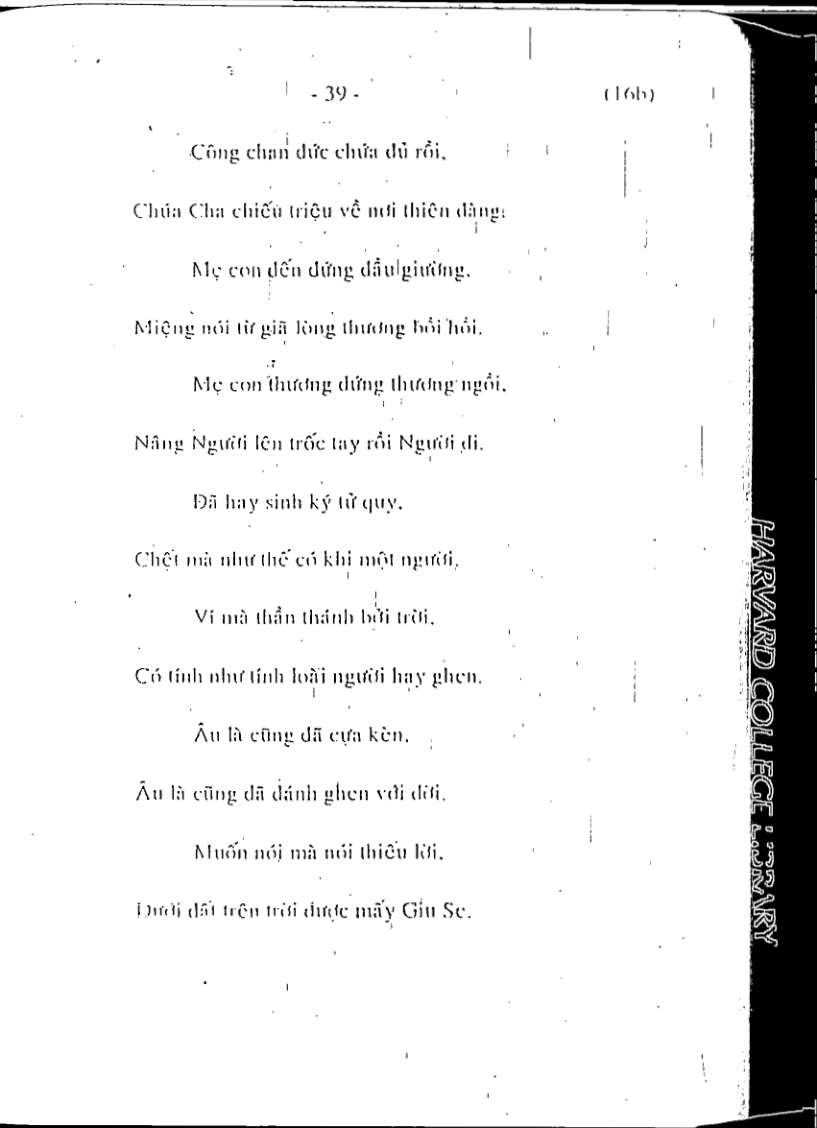 - 39 - (16b)
Công chan đức chứa đủ rồi.
Chúa Cha chiếu triệu về nơi thiên đàng.
Mẹ con đến đứng đầu giường.
Miệng nói từ giã lòng thương bồi hồi.
Mẹ con thương đứng thương ngồi.
Nâng Người lên trốc tay rồi Người đi.
Đã hay sinh ký tử quy.
Chết mà như thế có khi một người.
Ví mà thần thánh bởi trời.
Có tính như tính loài người hay ghen.
Âu là cũng đã cựa kèn.
Âu là cũng đã đánh ghen với đời.
Muốn nói mà nói thiếu lời.
Dưới đất trên trời được mấy Giu Se.
HARVARD COLLEGE LIBRARY